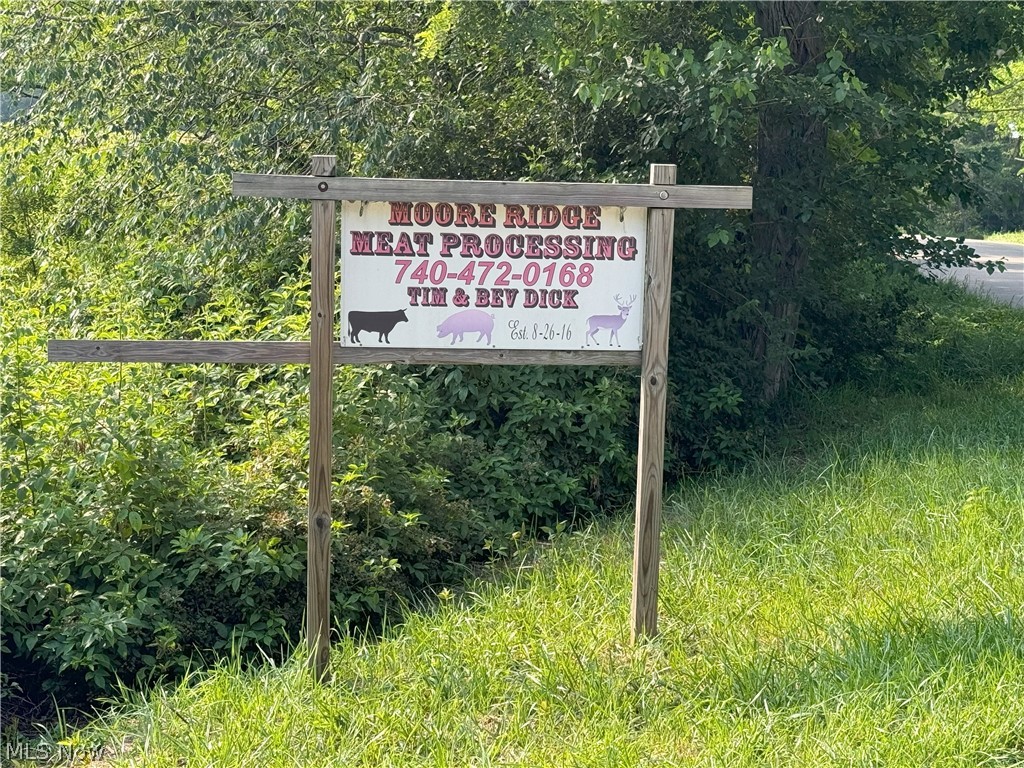 MOORE RIDGE
MEAT PROCESSING
740-472-0168
TIM & BEV DICK
Est. 8-26-16
MLS Now